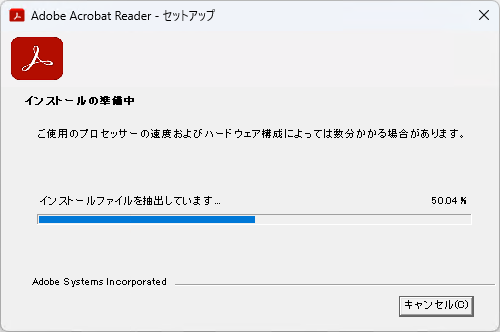 Adobe Acrobat Reader - セットアップ
インストールの準備中
ご使用のプロセッサーの速度およびハードウェア構成によっては数分かかる場合があります。
インストールファイルを抽出しています... 50.04 %
Adobe Systems Incorporated
キャンセル(C)